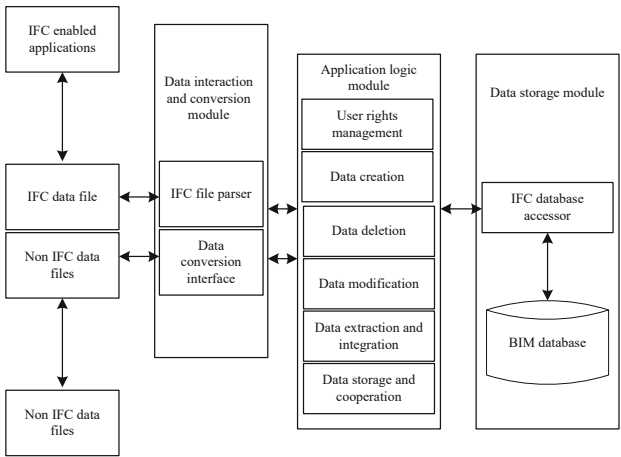 IFC enabled
applications
IFC data file
Non IFC data
files
Non IFC data
files
Data interaction
and conversion
module
IFC file parser
Data
conversion
interface
Application logic
module
User rights
management
Data creation
Data deletion
Data modification
Data extraction and
integration
Data storage and
cooperation
Data storage module
IFC database
accessor
BIM database